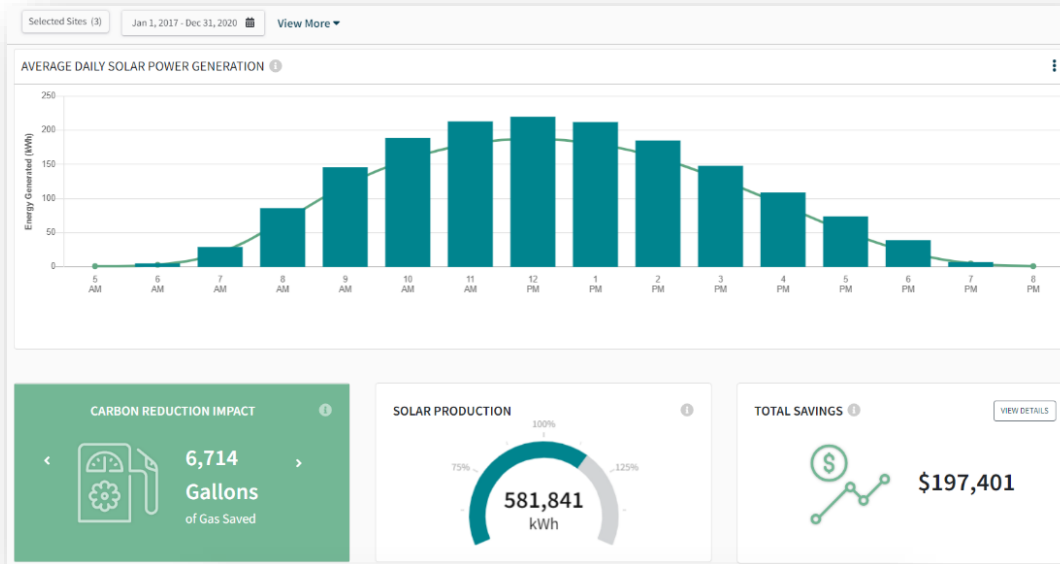 Selected Sites (3)
Jan 1, 2017 - Dec 31, 2020
View More
AVERAGE DAILY SOLAR POWER GENERATION
Energy Generated (kWh)
250
200
150
100
50
0
5 AM
6 AM
7 AM
8 AM
9 AM
10 AM
11 AM
12 PM
1 PM
2 PM
3 PM
4 PM
5 PM
6 PM
7 PM
8 PM
CARBON REDUCTION IMPACT
6,714
Gallons
of Gas Saved
SOLAR PRODUCTION
75%
100%
125%
581,841
kWh
TOTAL SAVINGS
VIEW DETAILS
$
$197,401